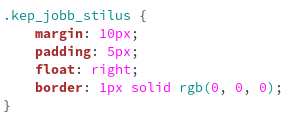 .kep_jobb_stilus {
    margin: 10px;
    padding: 5px;
    float: right;
    border: 1px solid rgb(0, 0, 0);
}